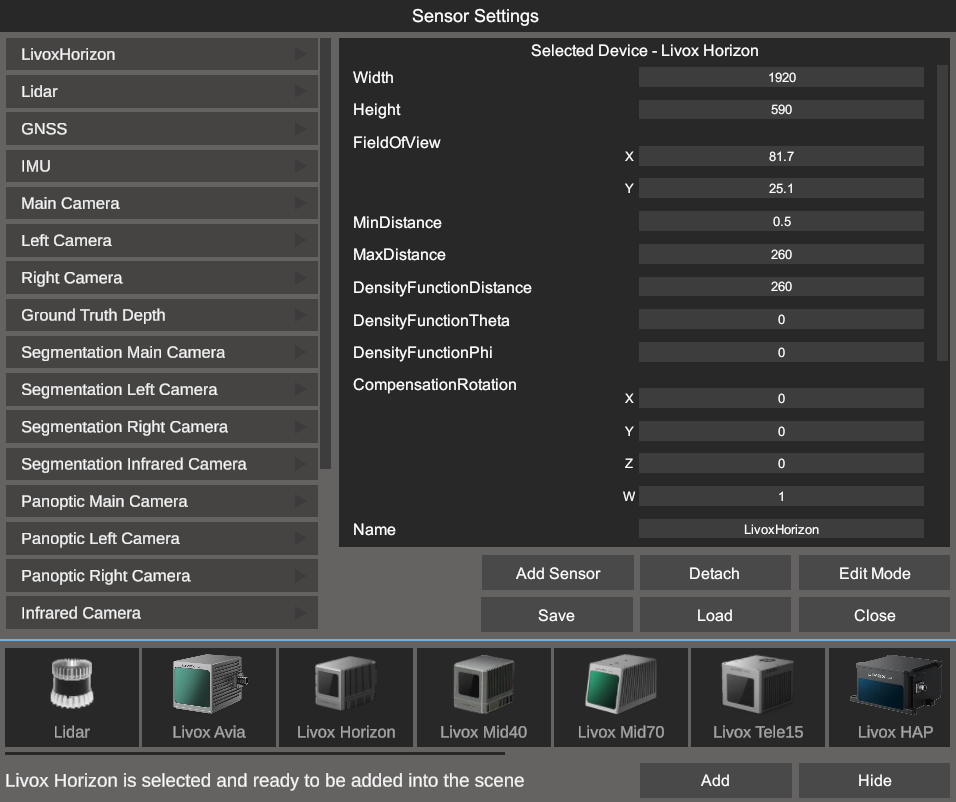 Sensor Settings
LivoxHorizon
Lidar
GNSS
IMU
Main Camera
Left Camera
Right Camera
Ground Truth Depth
Segmentation Main Camera
Segmentation Left Camera
Segmentation Right Camera
Segmentation Infrared Camera
Panoptic Main Camera
Panoptic Left Camera
Panoptic Right Camera
Infrared Camera
Selected Device - Livox Horizon
Width 1920
Height 590
FieldOfView
X 81.7
Y 25.1
MinDistance 0.5
MaxDistance 260
DensityFunctionDistance 260
DensityFunctionTheta 0
DensityFunctionPhi 0
CompensationRotation
X 0
Y 0
Z 0
W 1
Name LivoxHorizon
Add Sensor Detach Edit Mode
Save Load Close
Lidar Livox Avia Livox Horizon Livox Mid40 Livox Mid70 Livox Tele15 Livox HAP
Livox Horizon is selected and ready to be added into the scene
Add Hide